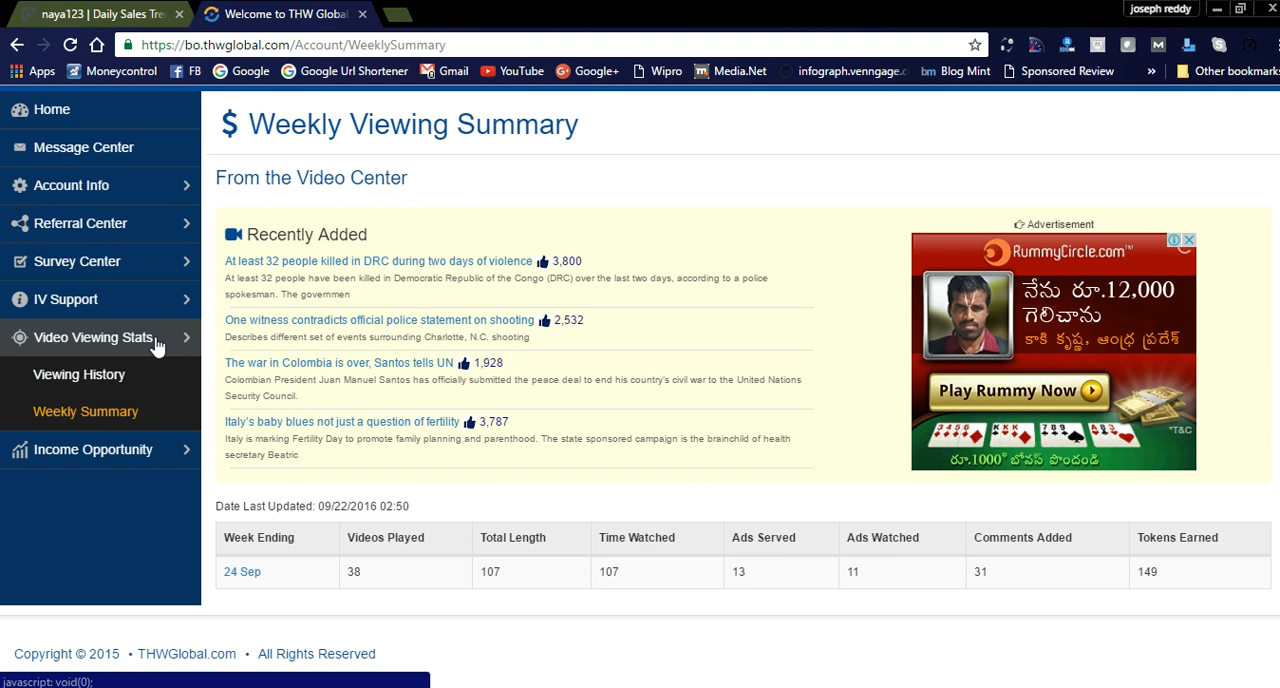 naya123 | Daily Sales Tre
Welcome to THW Global
joseph reddy
https://bo.thwglobal.com/Account/WeeklySummary
Apps Moneycontrol FB Google Google Url Shortener Gmail YouTube Google+ Wipro Media.Net infograph.venngage.c bm Blog Mint Sponsored Review » Other bookmarks
Home
Message Center
Account Info
Referral Center
Survey Center
IV Support
Video Viewing Stats
Viewing History
Weekly Summary
Income Opportunity
$ Weekly Viewing Summary
From the Video Center
Recently Added
At least 32 people killed in DRC during two days of violence 3,800
At least 32 people have been killed in Democratic Republic of the Congo (DRC) over the last two days, according to a police
spokesman. The governmen
One witness contradicts official police statement on shooting 2,532
Describes different set of events surrounding Charlotte, N.C. shooting
The war in Colombia is over, Santos tells UN 1,928
Colombian President Juan Manuel Santos has officially submitted the peace deal to end his country's civil war to the United Nations
Security Council.
Italy's baby blues not just a question of fertility 3,787
Italy is marking Fertility Day to promote family planning and parenthood. The state sponsored campaign is the brainchild of health
secretary Beatric
Advertisement
RummyCircle.com™
నేను రూ.12,000
గెలిచాను
కాకి కృష్ణ, ఆంధ్ర ప్రదేశ్
Play Rummy Now
*T&C
రూ.1000* బోనస్ పొందండి
Date Last Updated: 09/22/2016 02:50
Week Ending Videos Played Total Length Time Watched Ads Served Ads Watched Comments Added Tokens Earned
24 Sep 38 107 107 13 11 31 149
Copyright © 2015 • THWGlobal.com • All Rights Reserved
javascript: void(0);